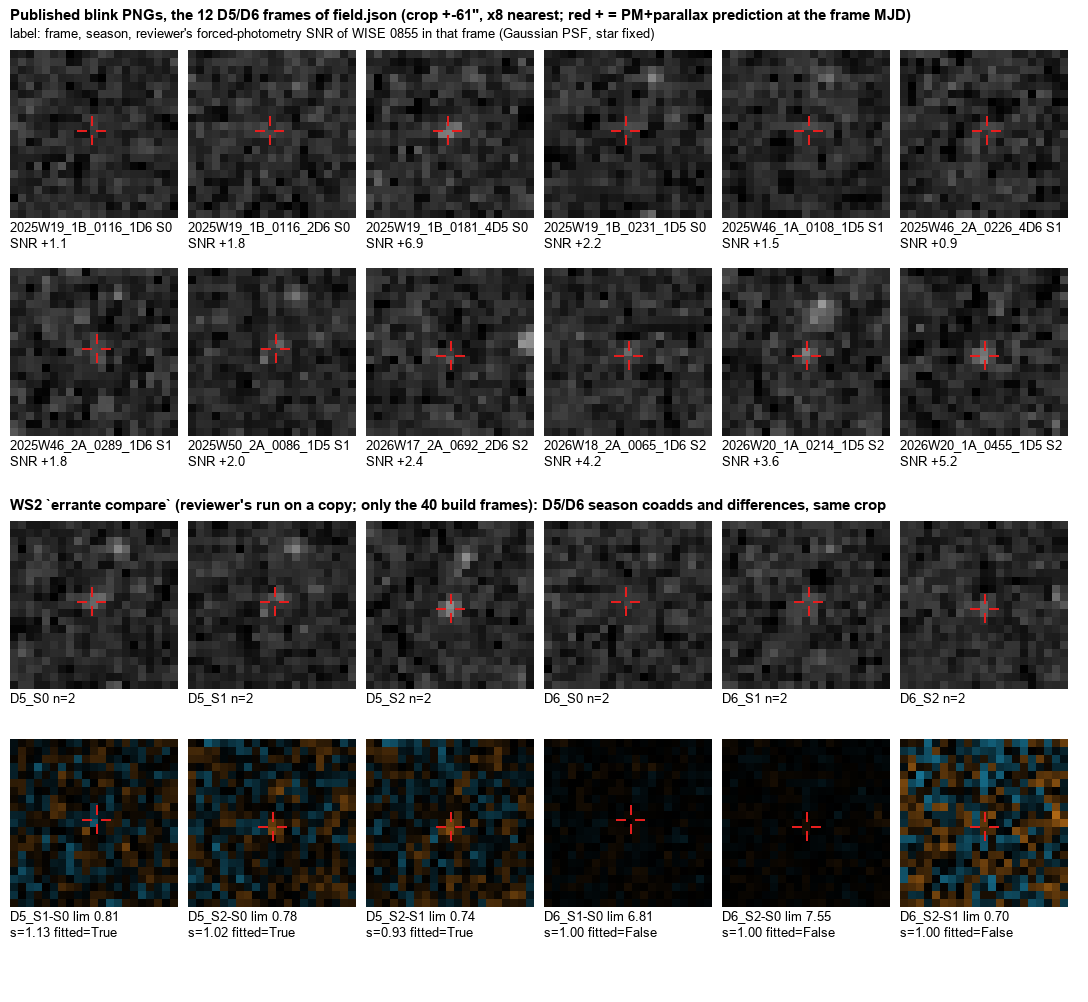 Published blink PNGs, the 12 D5/D6 frames of field.json (crop +-61", x8 nearest; red + = PM+parallax prediction at the frame MJD)
label: frame, season, reviewer's forced-photometry SNR of WISE 0855 in that frame (Gaussian PSF, star fixed)
2025W19_1B_0116_1D6 S0
SNR +1.1
2025W19_1B_0116_2D6 S0
SNR +1.8
2025W19_1B_0181_4D5 S0
SNR +6.9
2025W19_1B_0231_1D5 S0
SNR +2.2
2025W46_1A_0108_1D5 S1
SNR +1.5
2025W46_2A_0226_4D6 S1
SNR +0.9
2025W46_2A_0289_1D6 S1
SNR +1.8
2025W50_2A_0086_1D5 S1
SNR +2.0
2026W17_2A_0692_2D6 S2
SNR +2.4
2026W18_2A_0065_1D6 S2
SNR +4.2
2026W20_1A_0214_1D5 S2
SNR +3.6
2026W20_1A_0455_1D5 S2
SNR +5.2
WS2 `errante compare` (reviewer's run on a copy; only the 40 build frames): D5/D6 season coadds and differences, same crop
D5_S0 n=2
D5_S1 n=2
D5_S2 n=2
D6_S0 n=2
D6_S1 n=2
D6_S2 n=2
D5_S1-S0 lim 0.81
s=1.13 fitted=True
D5_S2-S0 lim 0.78
s=1.02 fitted=True
D5_S2-S1 lim 0.74
s=0.93 fitted=True
D6_S1-S0 lim 6.81
s=1.00 fitted=False
D6_S2-S0 lim 7.55
s=1.00 fitted=False
D6_S2-S1 lim 0.70
s=1.00 fitted=False